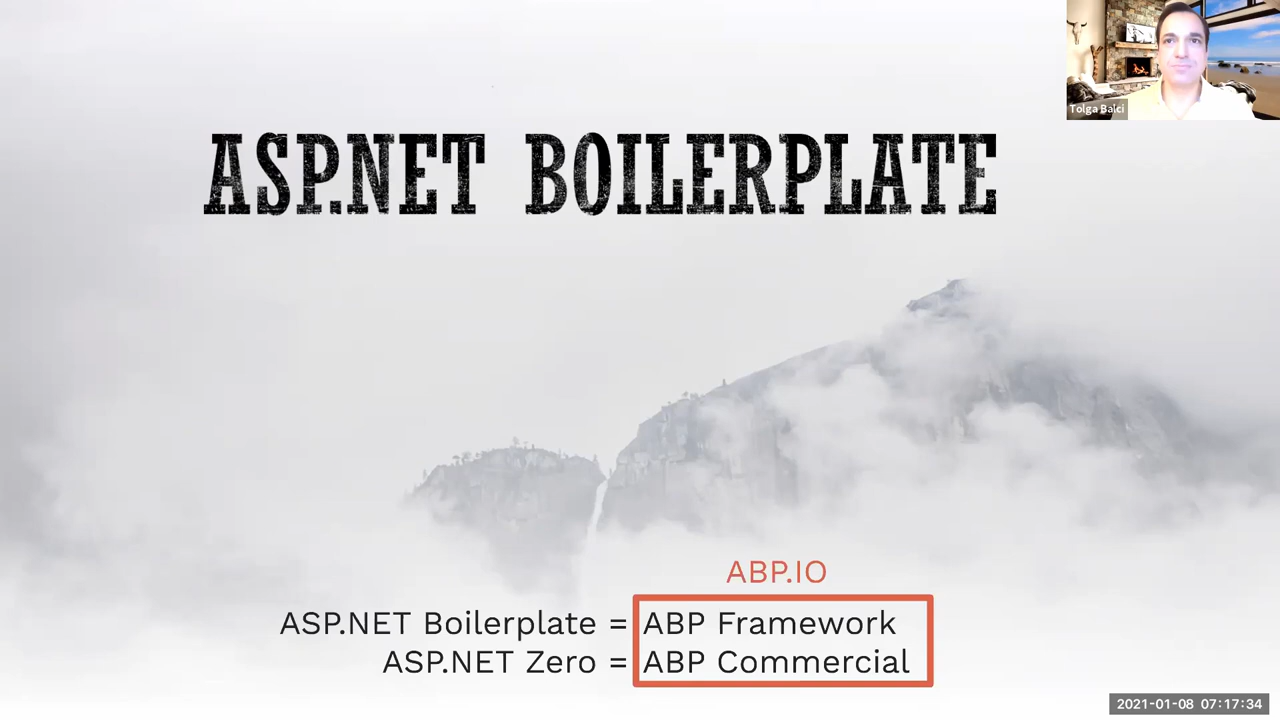 Tolga Balci
ASP.NET BOILERPLATE
ABP.IO
ASP.NET Boilerplate = ABP Framework
ASP.NET Zero = ABP Commercial
2021-01-08 07:17:34